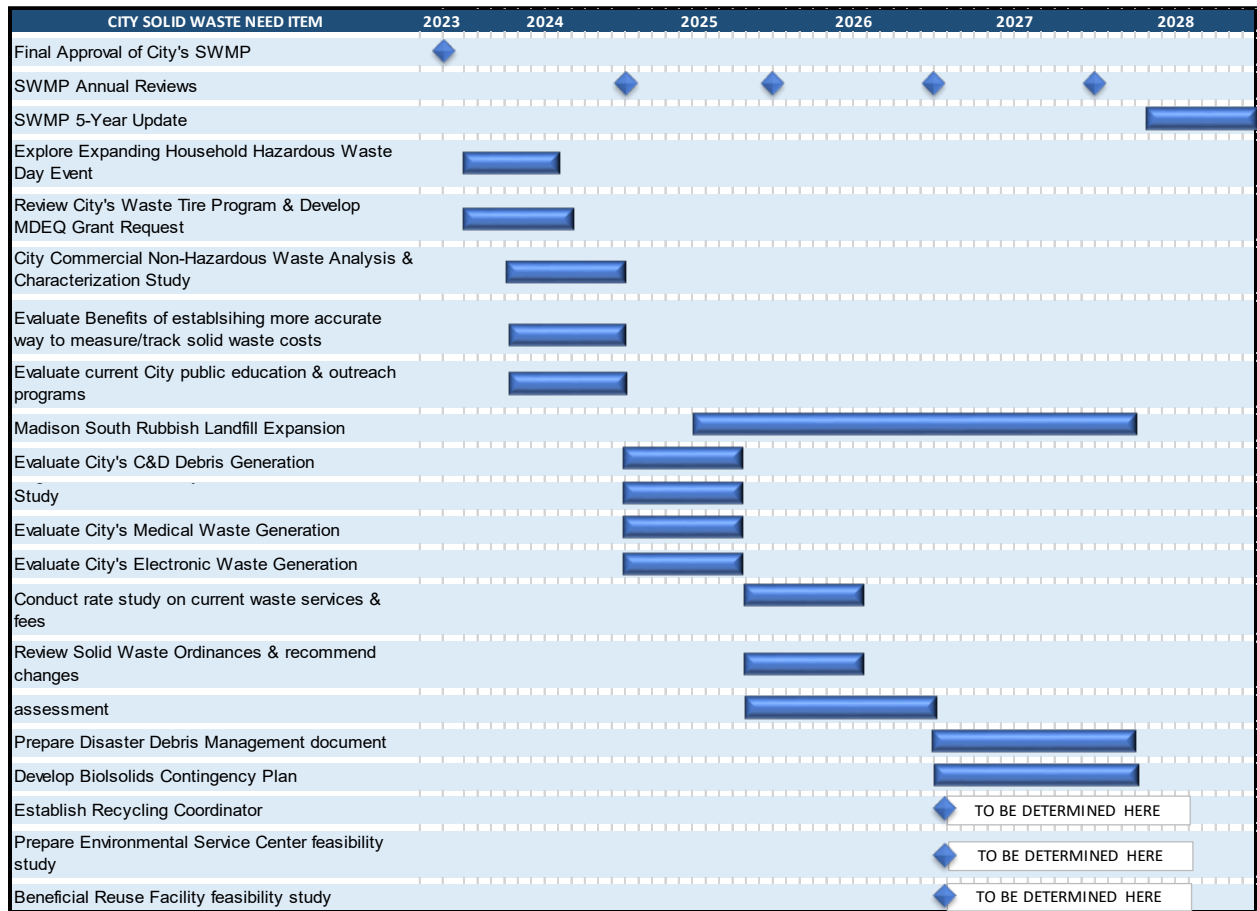 CITY SOLID WASTE NEED ITEM 2023 2024 2025 2026 2027 2028
Final Approval of City's SWMP
SWMP Annual Reviews
SWMP 5-Year Update
Explore Expanding Household Hazardous Waste
Day Event
Review City's Waste Tire Program & Develop
MDEQ Grant Request
City Commercial Non-Hazardous Waste Analysis &
Characterization Study
Evaluate Benefits of establsihing more accurate
way to measure/track solid waste costs
Evaluate current City public education & outreach
programs
Madison South Rubbish Landfill Expansion
Evaluate City's C&D Debris Generation
Study
Evaluate City's Medical Waste Generation
Evaluate City's Electronic Waste Generation
Conduct rate study on current waste services &
fees
Review Solid Waste Ordinances & recommend
changes
assessment
Prepare Disaster Debris Management document
Develop Biolsolids Contingency Plan
Establish Recycling Coordinator TO BE DETERMINED HERE
Prepare Environmental Service Center feasibility
study TO BE DETERMINED HERE
Beneficial Reuse Facility feasibility study TO BE DETERMINED HERE